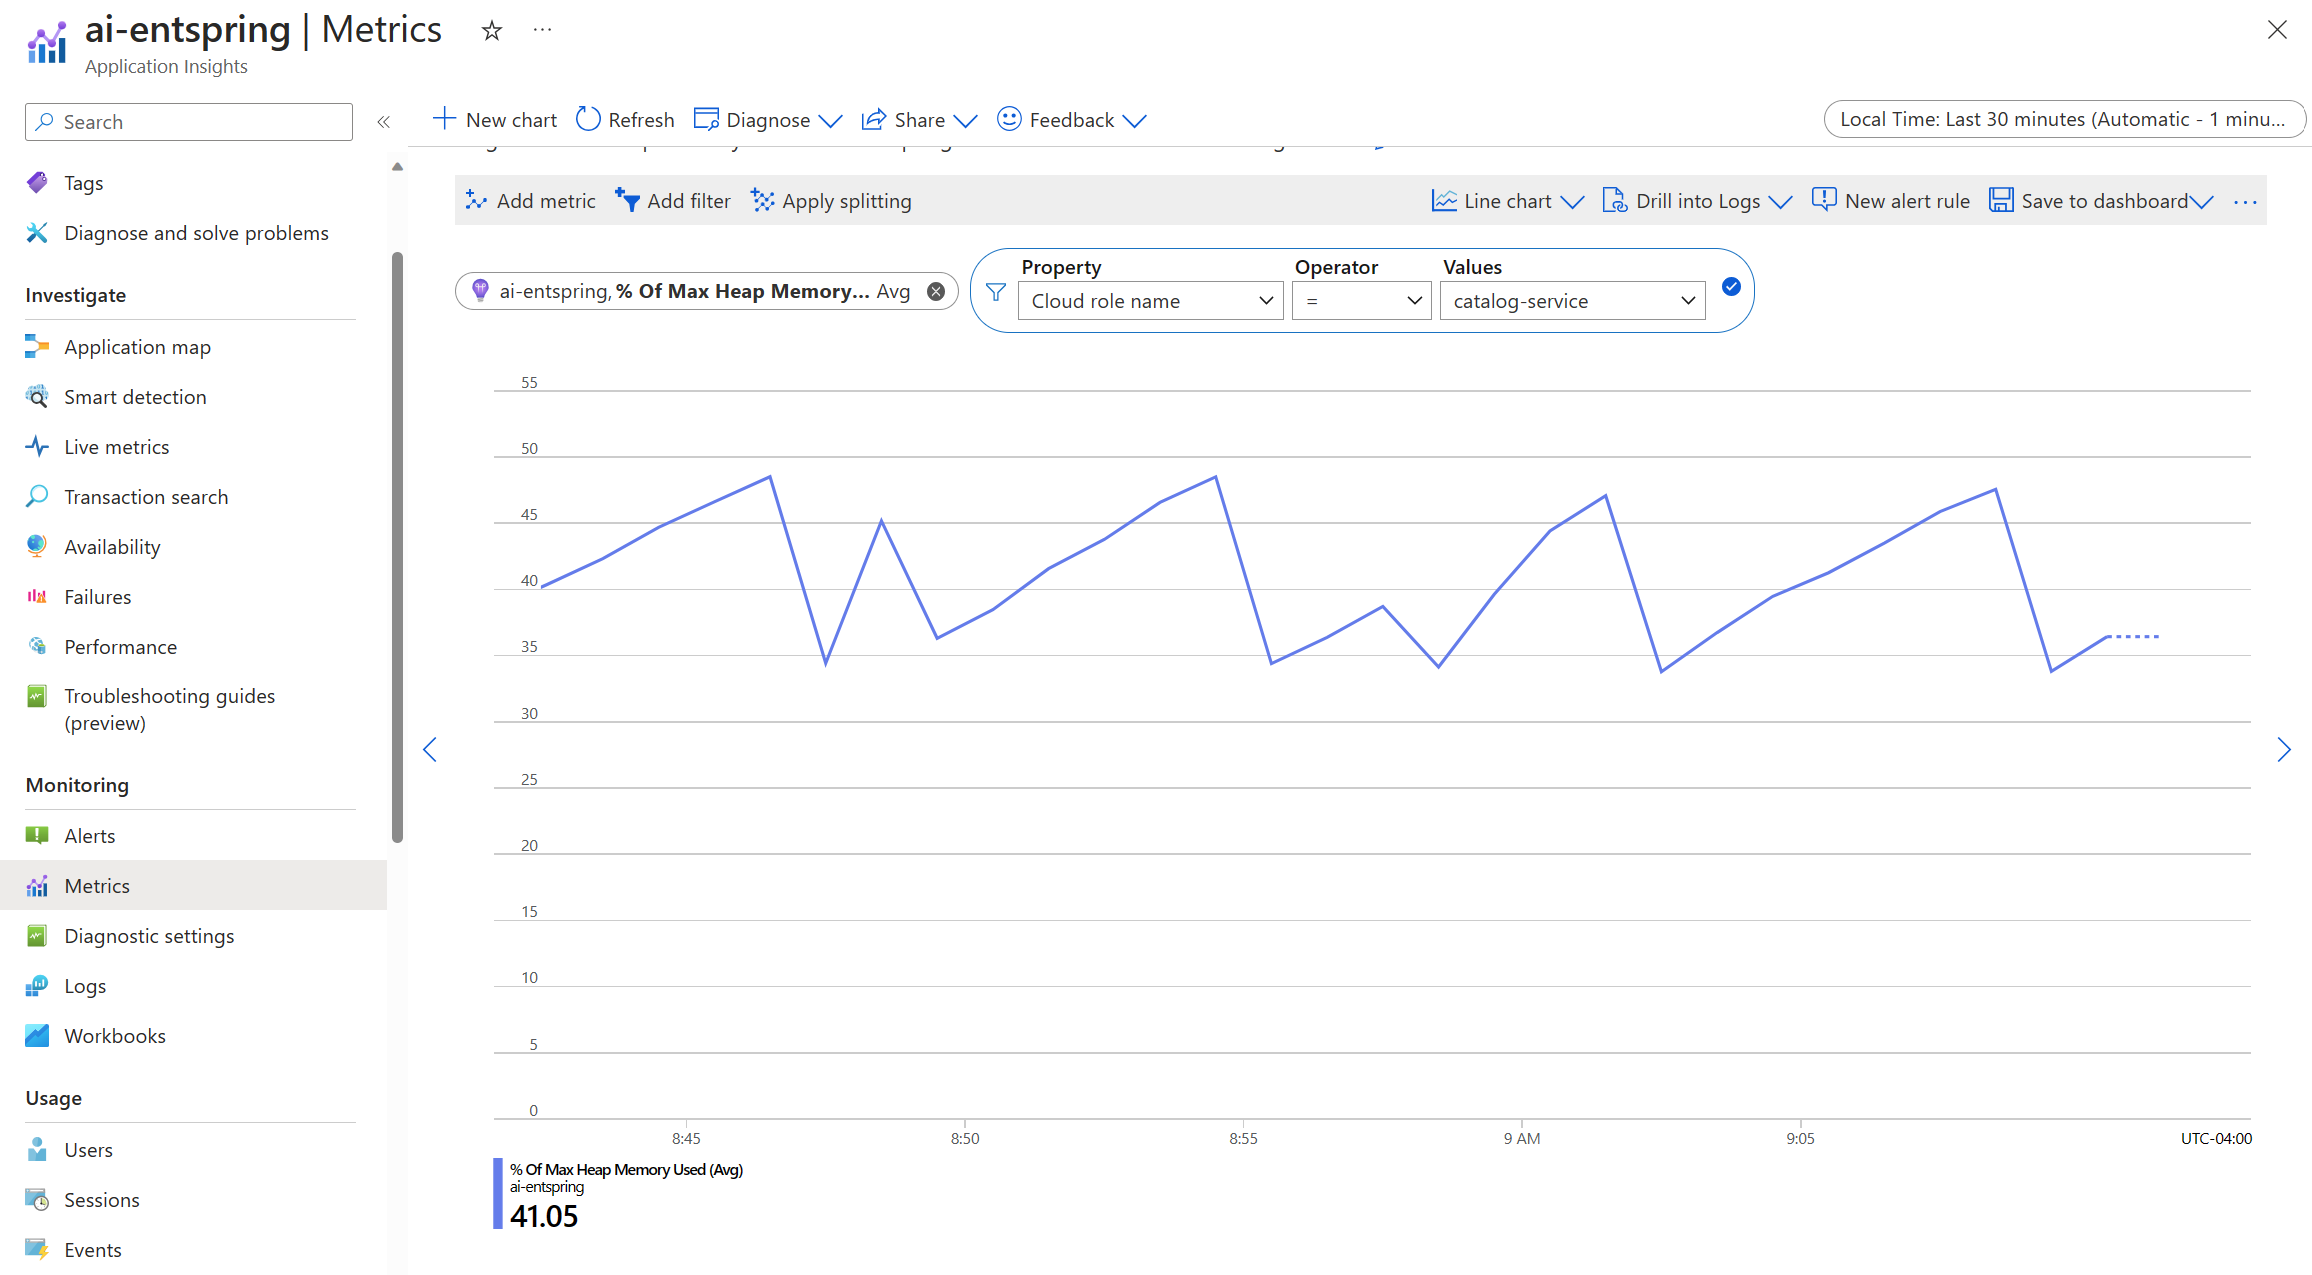 ai-entspring | Metrics
Application Insights
Search
New chart
Refresh
Diagnose
Share
Feedback
Local Time: Last 30 minutes (Automatic - 1 minu...
Tags
Diagnose and solve problems
Investigate
Application map
Smart detection
Live metrics
Transaction search
Availability
Failures
Performance
Troubleshooting guides
(preview)
Monitoring
Alerts
Metrics
Diagnostic settings
Logs
Workbooks
Usage
Users
Sessions
Events
Add metric
Add filter
Apply splitting
Line chart
Drill into Logs
New alert rule
Save to dashboard
ai-entspring, % Of Max Heap Memory... Avg
Property
Operator
Values
Cloud role name
=
catalog-service
55
50
45
40
35
30
25
20
15
10
5
0
8:45
8:50
8:55
9 AM
9:05
UTC-04:00
% Of Max Heap Memory Used (Avg)
ai-entspring
41.05